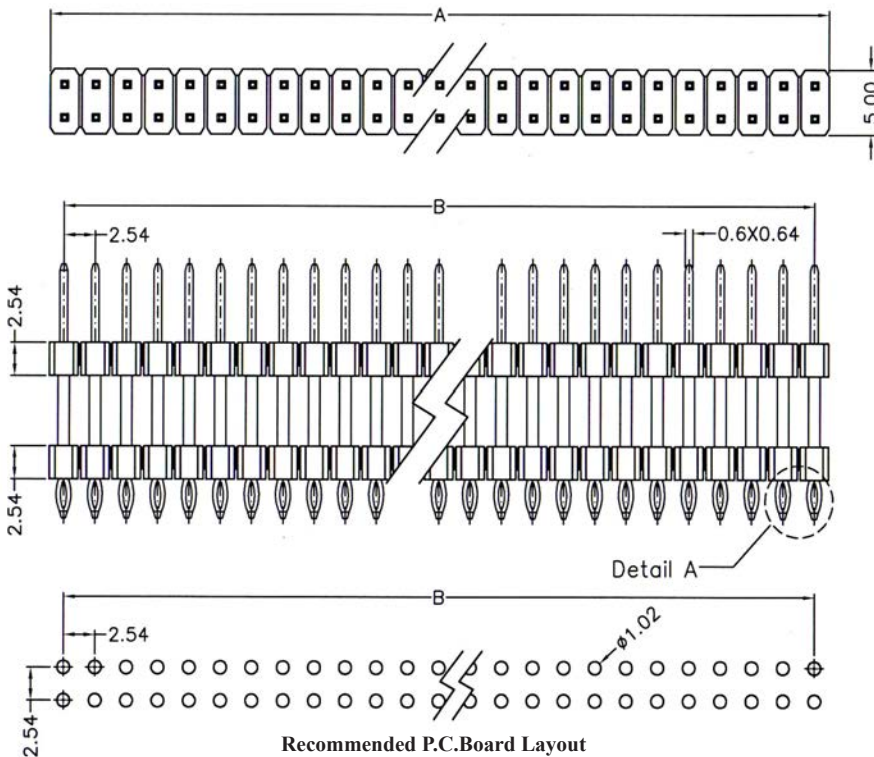 A
5.00
B
2.54
0.6X0.64
2.54
2.54
Detail A
B
2.54
ø1.02
2.54
Recommended P.C.Board Layout